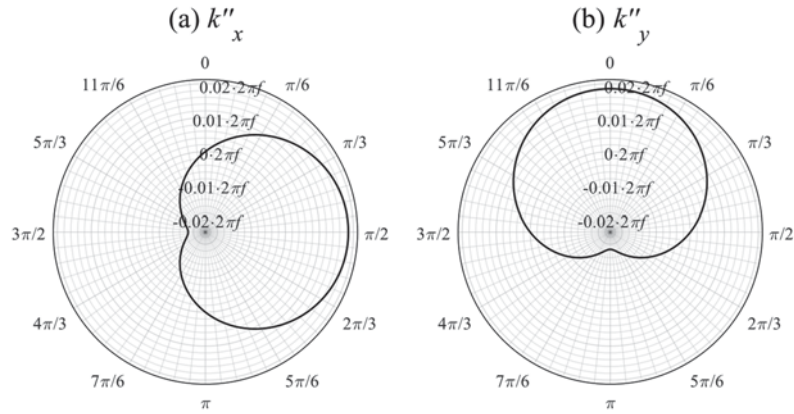 (a) k″x
0
11π/6
π/6
5π/3
π/3
3π/2
π/2
4π/3
2π/3
7π/6
5π/6
π
0.02·2πf
0.01·2πf
0·2πf
-0.01·2πf
-0.02·2πf
(b) k″y
0
11π/6
π/6
5π/3
π/3
3π/2
π/2
4π/3
2π/3
7π/6
5π/6
π
0.02·2πf
0.01·2πf
0·2πf
-0.01·2πf
-0.02·2πf